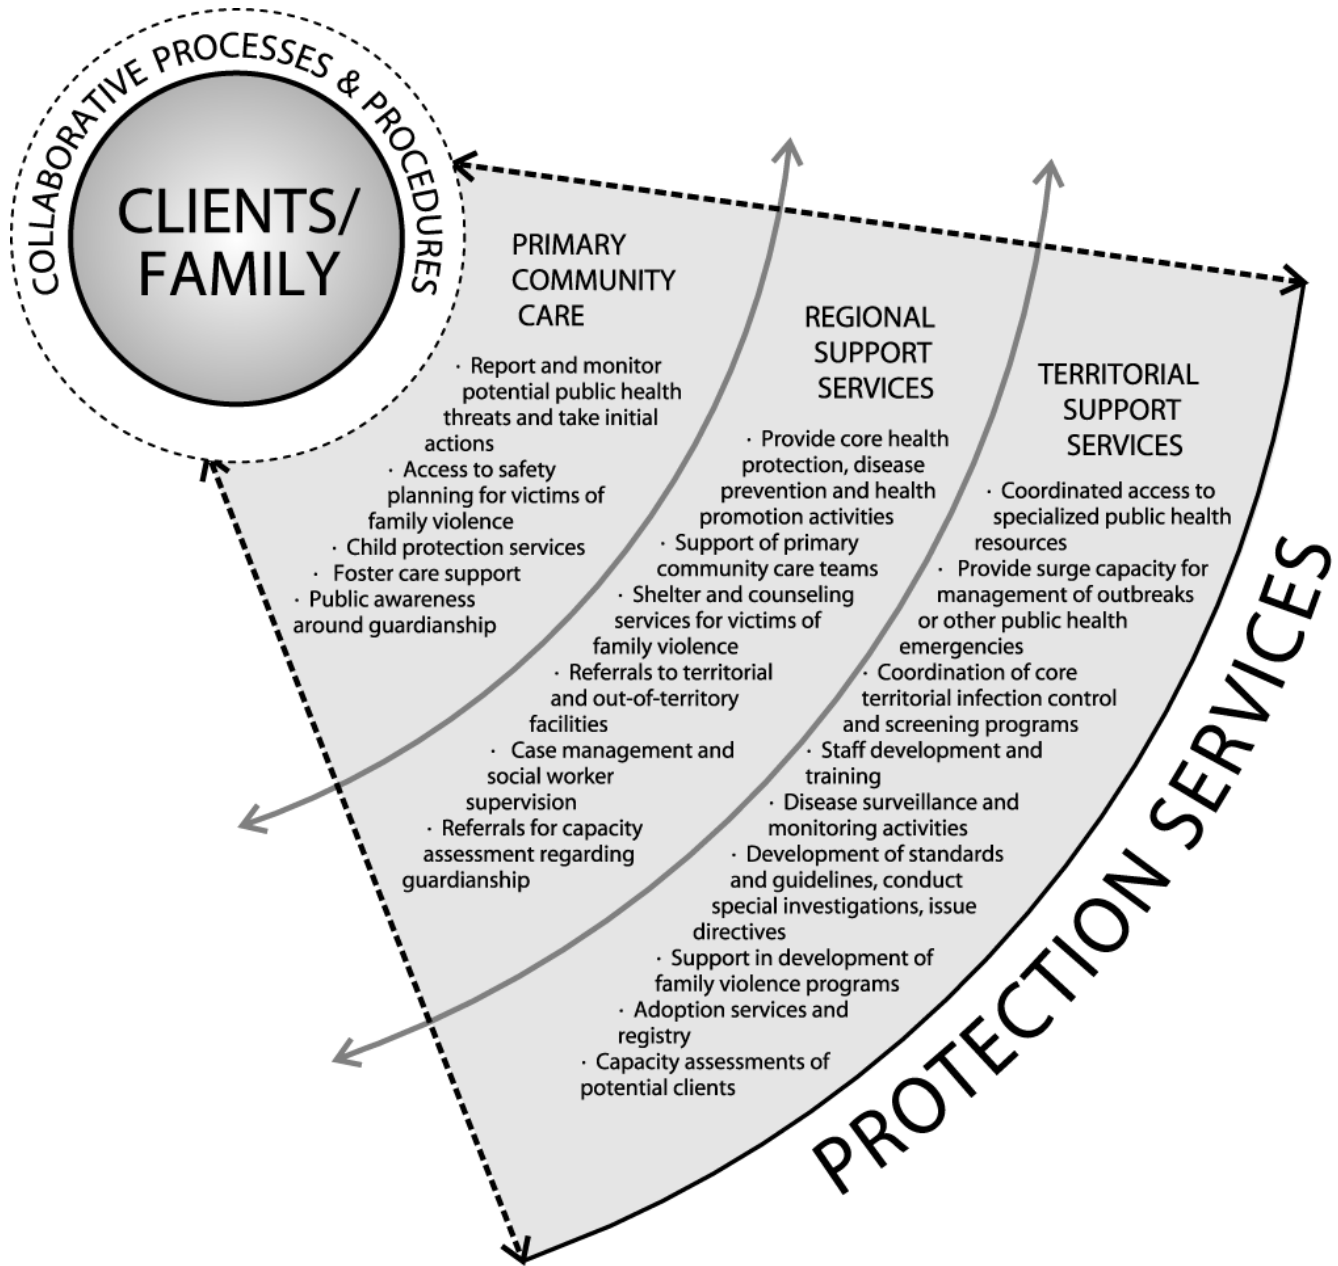 COLLABORATIVE PROCESSES & PROCEDURES
CLIENTS/
FAMILY
PRIMARY
COMMUNITY
CARE
· Report and monitor
potential public health
threats and take initial
actions
· Access to safety
planning for victims of
family violence
· Child protection services
· Foster care support
· Public awareness
around guardianship
REGIONAL
SUPPORT
SERVICES
· Provide core health
protection, disease
prevention and health
promotion activities
· Support of primary
community care teams
· Shelter and counseling
services for victims of
family violence
· Referrals to territorial
and out-of-territory
facilities
· Case management and
social worker
supervision
· Referrals for capacity
assessment regarding
guardianship
TERRITORIAL
SUPPORT
SERVICES
· Coordinated access to
specialized public health
resources
· Provide surge capacity for
management of outbreaks
or other public health
emergencies
· Coordination of core
territorial infection control
and screening programs
· Staff development and
training
· Disease surveillance and
monitoring activities
· Development of standards
and guidelines, conduct
special investigations, issue
directives
· Support in development of
family violence programs
· Adoption services and
registry
· Capacity assessments of
potential clients
PROTECTION SERVICES